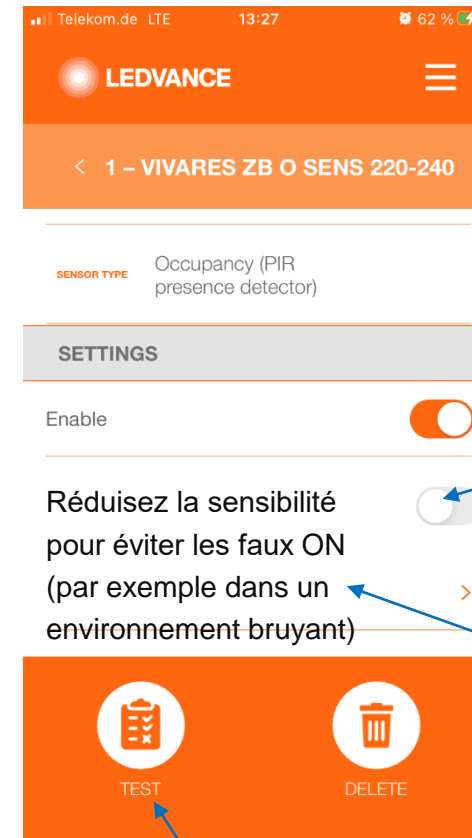 Telekom.de LTE 13:27 62 %
LEDVANCE
< 1 – VIVARES ZB O SENS 220-240
SENSOR TYPE Occupancy (PIR
presence detector)
SETTINGS
Enable
Réduisez la sensibilité
pour éviter les faux ON
(par exemple dans un
environnement bruyant)
TEST DELETE